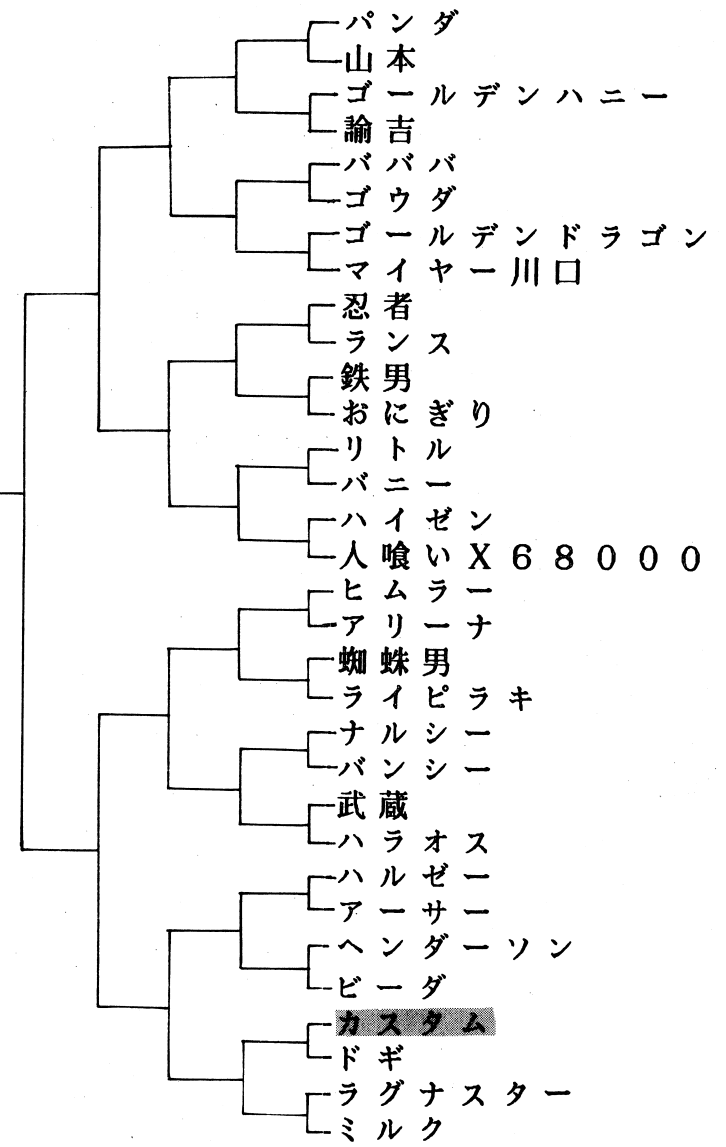 パンダ
山本
ゴールデンハニー
諭吉
バババ
ゴウダ
ゴールデンドラゴン
マイヤー川口
忍者
ランス
鉄男
おにぎり
リトル
バニー
ハイゼン
人喰いX68000
ヒムラー
アリーナ
蜘蛛男
ライピラキ
ナルシー
バンシー
武蔵
ハラオス
ハルゼー
アーサー
ヘンダーソン
ビーダ
カスタム
ドギ
ラグナスター
ミルク